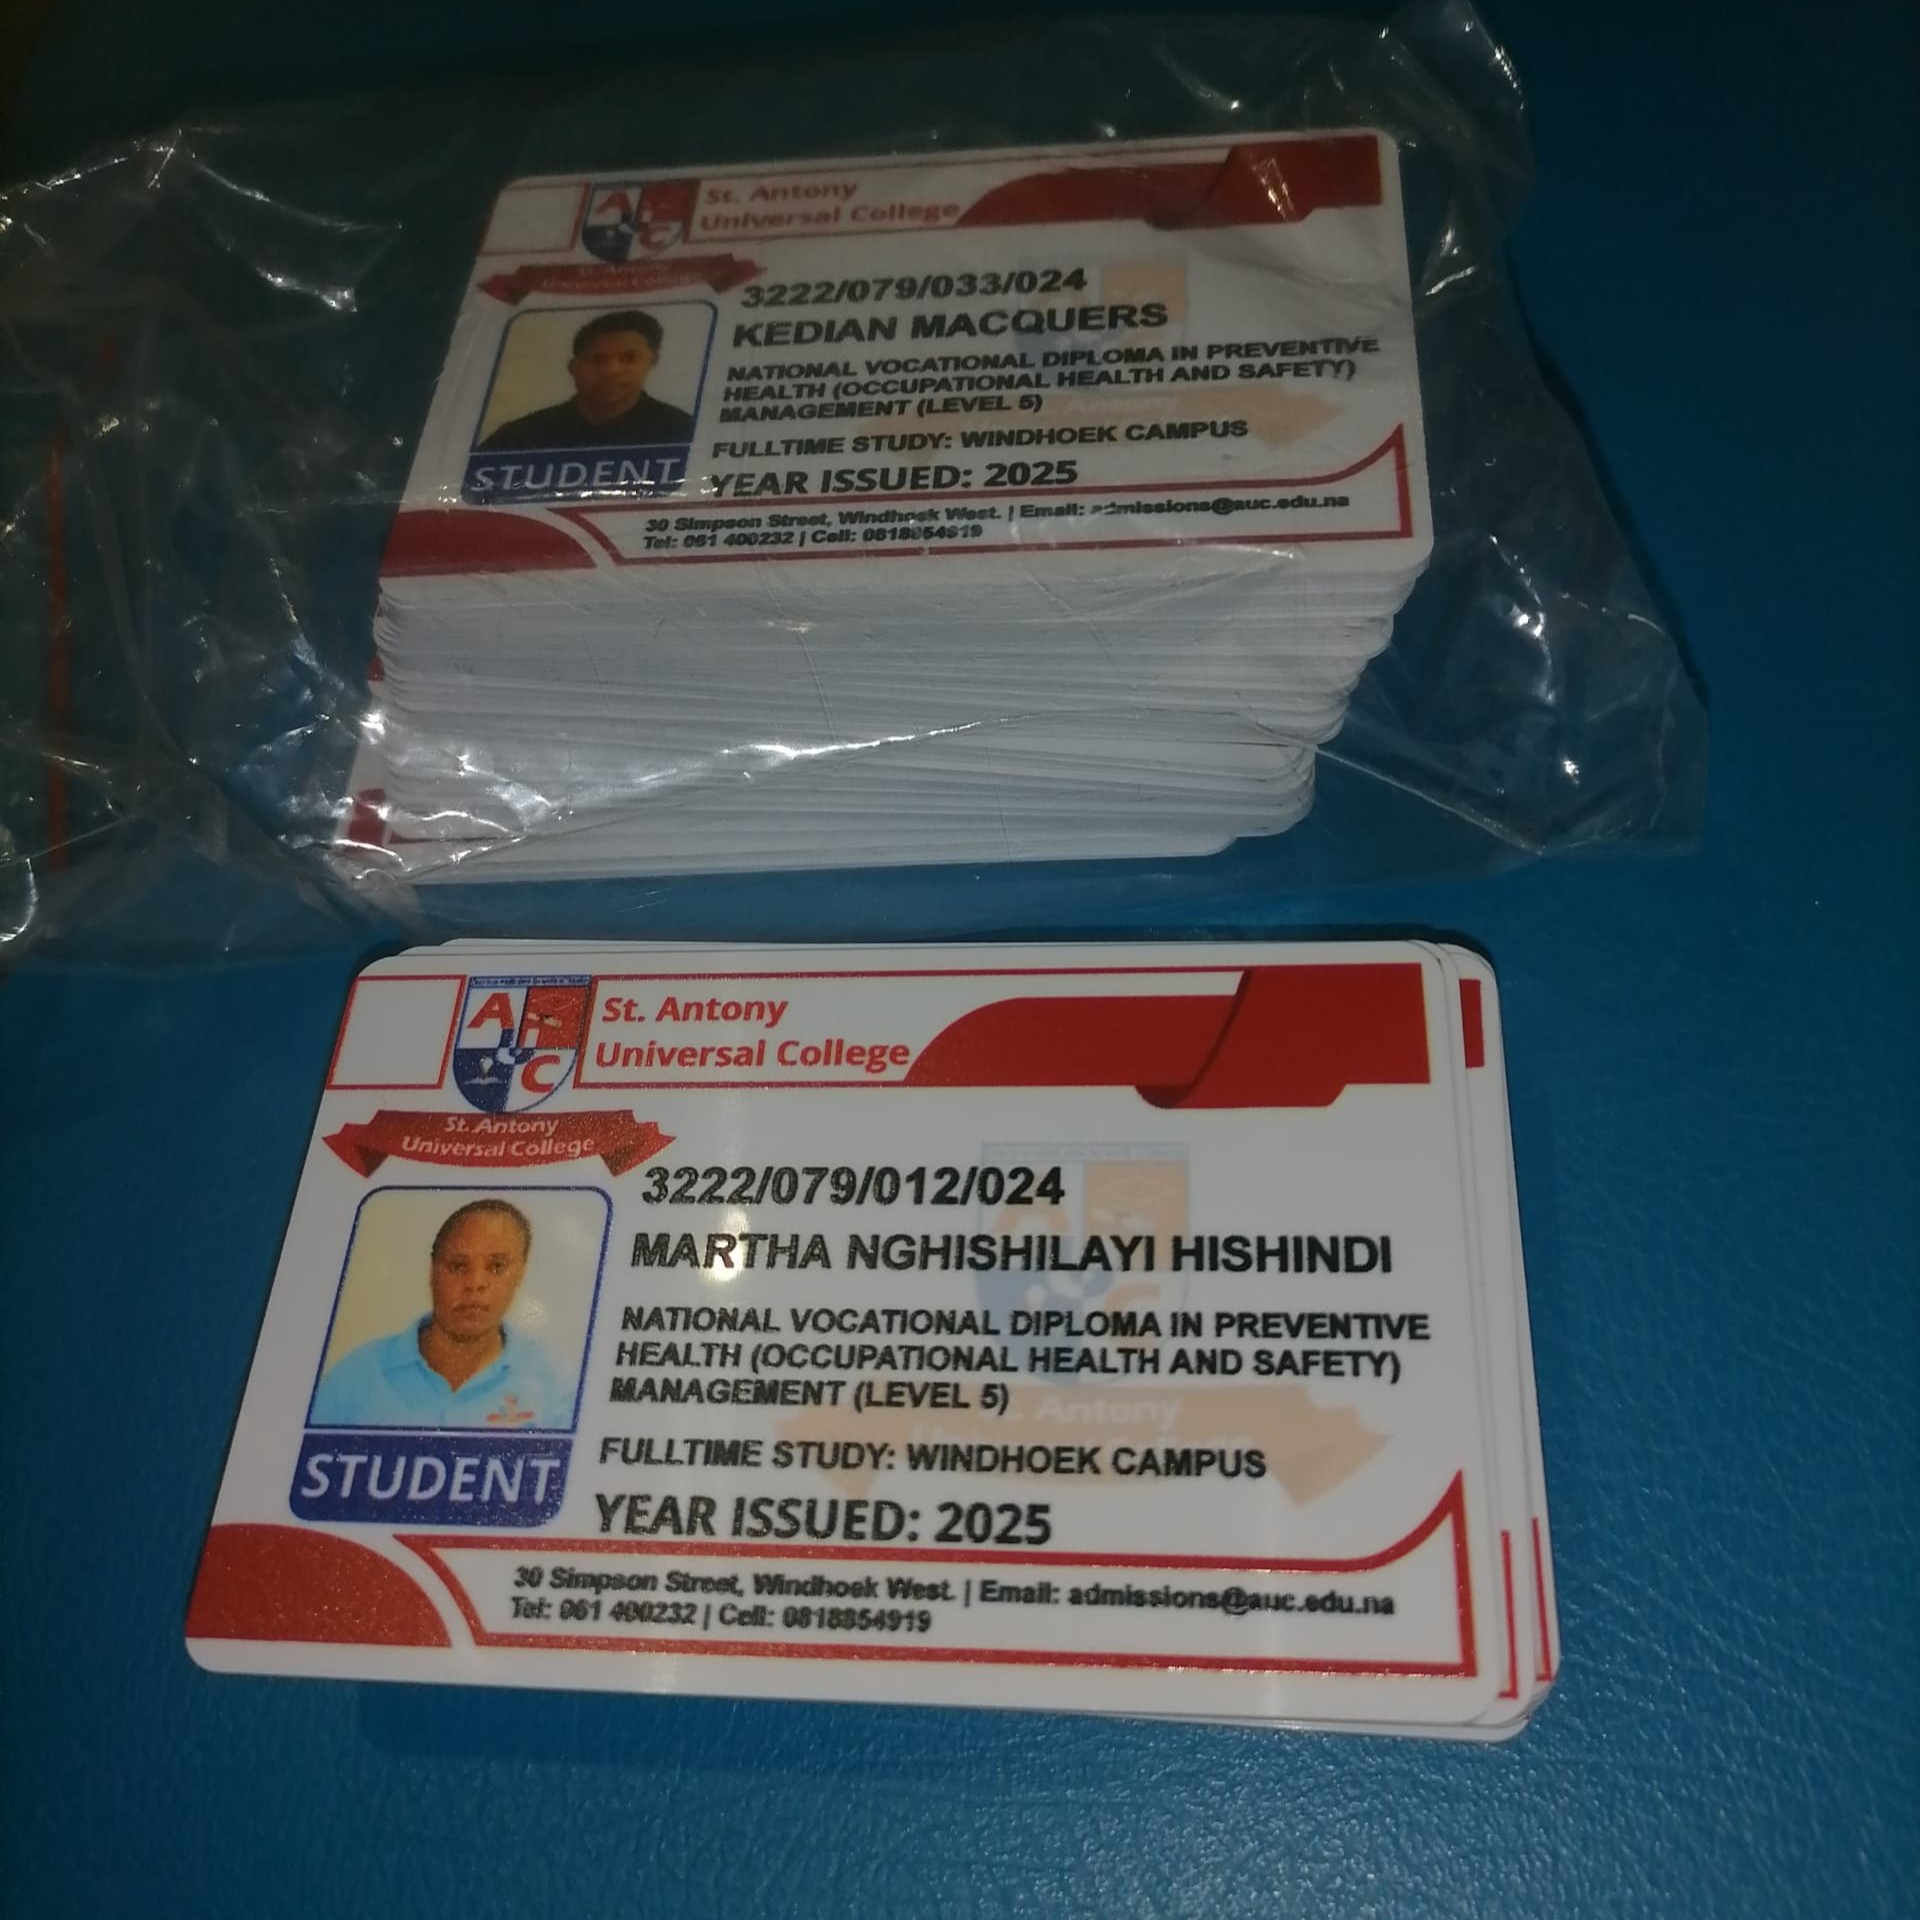 St. Antony
Universal College
St. Antony
Universal College
3222/079/033/024
KEDIAN MACQUERS
NATIONAL VOCATIONAL DIPLOMA IN PREVENTIVE
HEALTH (OCCUPATIONAL HEALTH AND SAFETY)
MANAGEMENT (LEVEL 5)
FULLTIME STUDY: WINDHOEK CAMPUS
STUDENT
YEAR ISSUED: 2025
30 Simpson Street, Windhoek West. | Email: admissions@auc.edu.na
Tel: 061 400232 | Cell: 0818854919
A
C
St. Antony
Universal College
St. Antony
Universal College
3222/079/012/024
MARTHA NGHISHILAYI HISHINDI
NATIONAL VOCATIONAL DIPLOMA IN PREVENTIVE
HEALTH (OCCUPATIONAL HEALTH AND SAFETY)
MANAGEMENT (LEVEL 5)
FULLTIME STUDY: WINDHOEK CAMPUS
STUDENT
YEAR ISSUED: 2025
30 Simpson Street, Windhoek West. | Email: admissions@auc.edu.na
Tel: 061 400232 | Cell: 0818854919